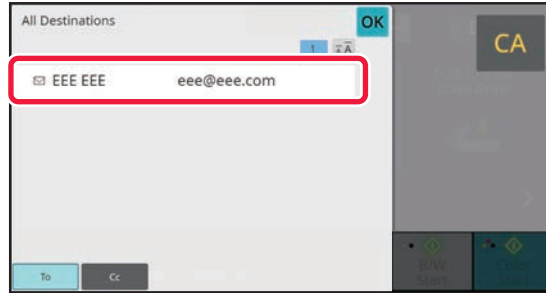 All Destinations
OK
CA
1
EEE EEE eee@eee.com
To
Cc
B/W
Start
Color
Start